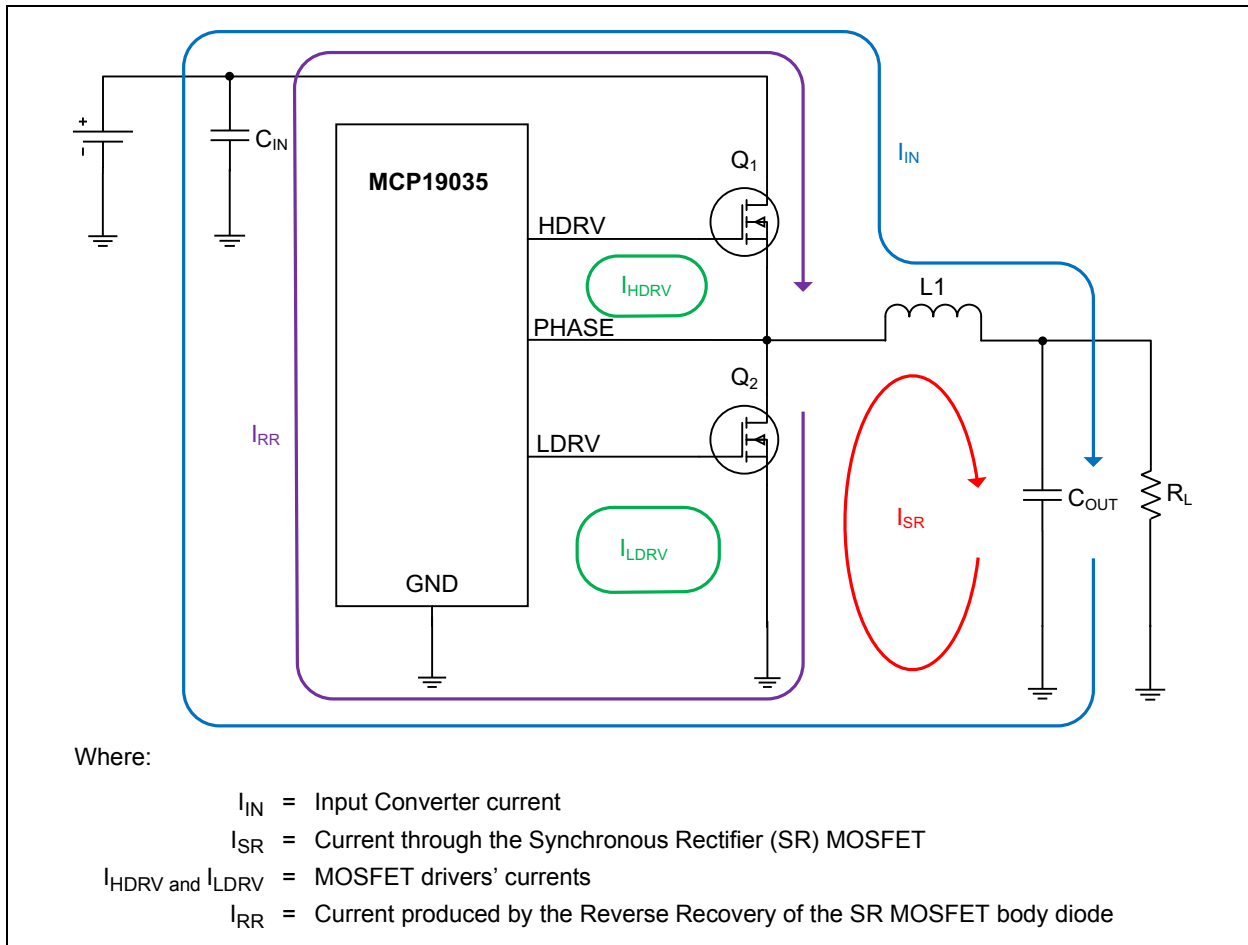 +
-
C_IN
MCP19035
I_IN
Q_1
HDRV
I_HDRV
L1
PHASE
Q_2
I_RR
LDRV
I_SR
C_OUT
R_L
I_LDRV
GND
Where:
I_IN = Input Converter current
I_SR = Current through the Synchronous Rectifier (SR) MOSFET
I_HDRV and I_LDRV = MOSFET drivers' currents
I_RR = Current produced by the Reverse Recovery of the SR MOSFET body diode